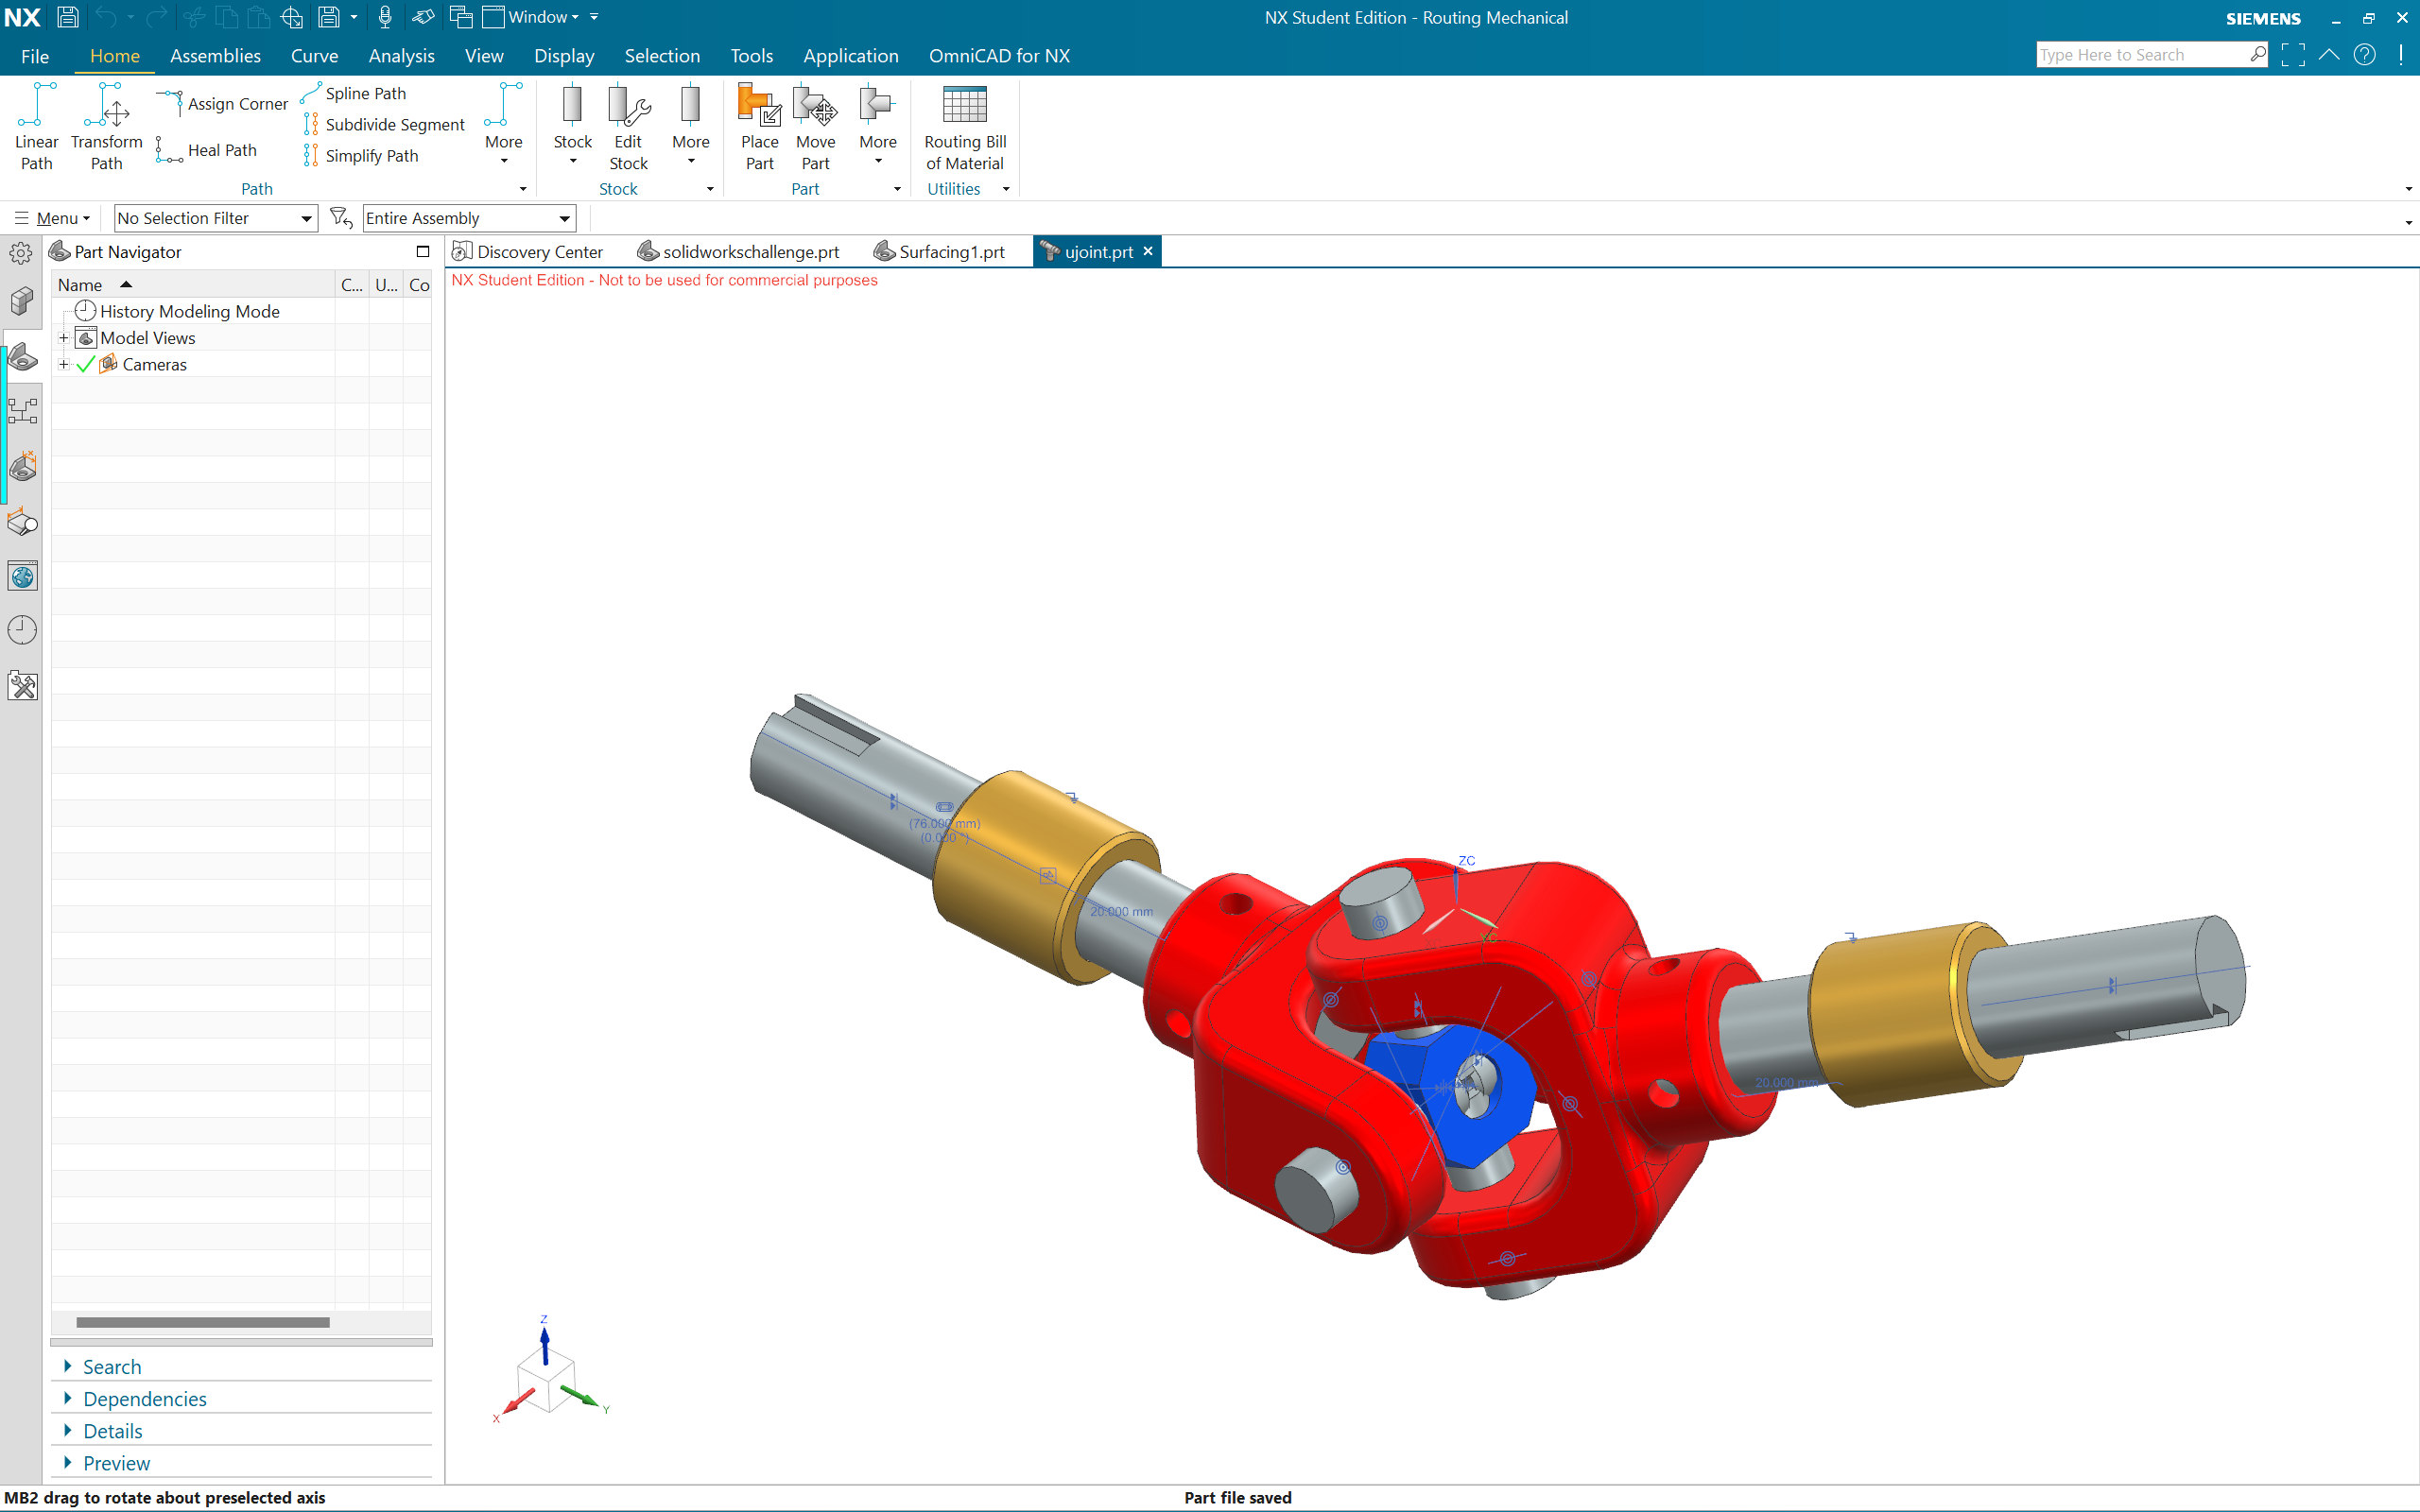 NX
Window
NX Student Edition - Routing Mechanical
SIEMENS
File
Home
Assemblies
Curve
Analysis
View
Display
Selection
Tools
Application
OmniCAD for NX
Type Here to Search
Linear Path
Transform Path
Assign Corner
Heal Path
Spline Path
Subdivide Segment
Simplify Path
More
Stock
Edit Stock
More
Place Part
Move Part
More
Routing Bill of Material
Path
Stock
Part
Utilities
Menu
No Selection Filter
Entire Assembly
Part Navigator
Discovery Center
solidworkschallenge.prt
Surfacing1.prt
ujoint.prt
NX Student Edition - Not to be used for commercial purposes
Name
C...
U...
Co
History Modeling Mode
Model Views
Cameras
(76.000 mm)
(0.000 °)
20.000 mm
ZC
YC
20.000 mm
Z
X
Y
Search
Dependencies
Details
Preview
MB2 drag to rotate about preselected axis
Part file saved